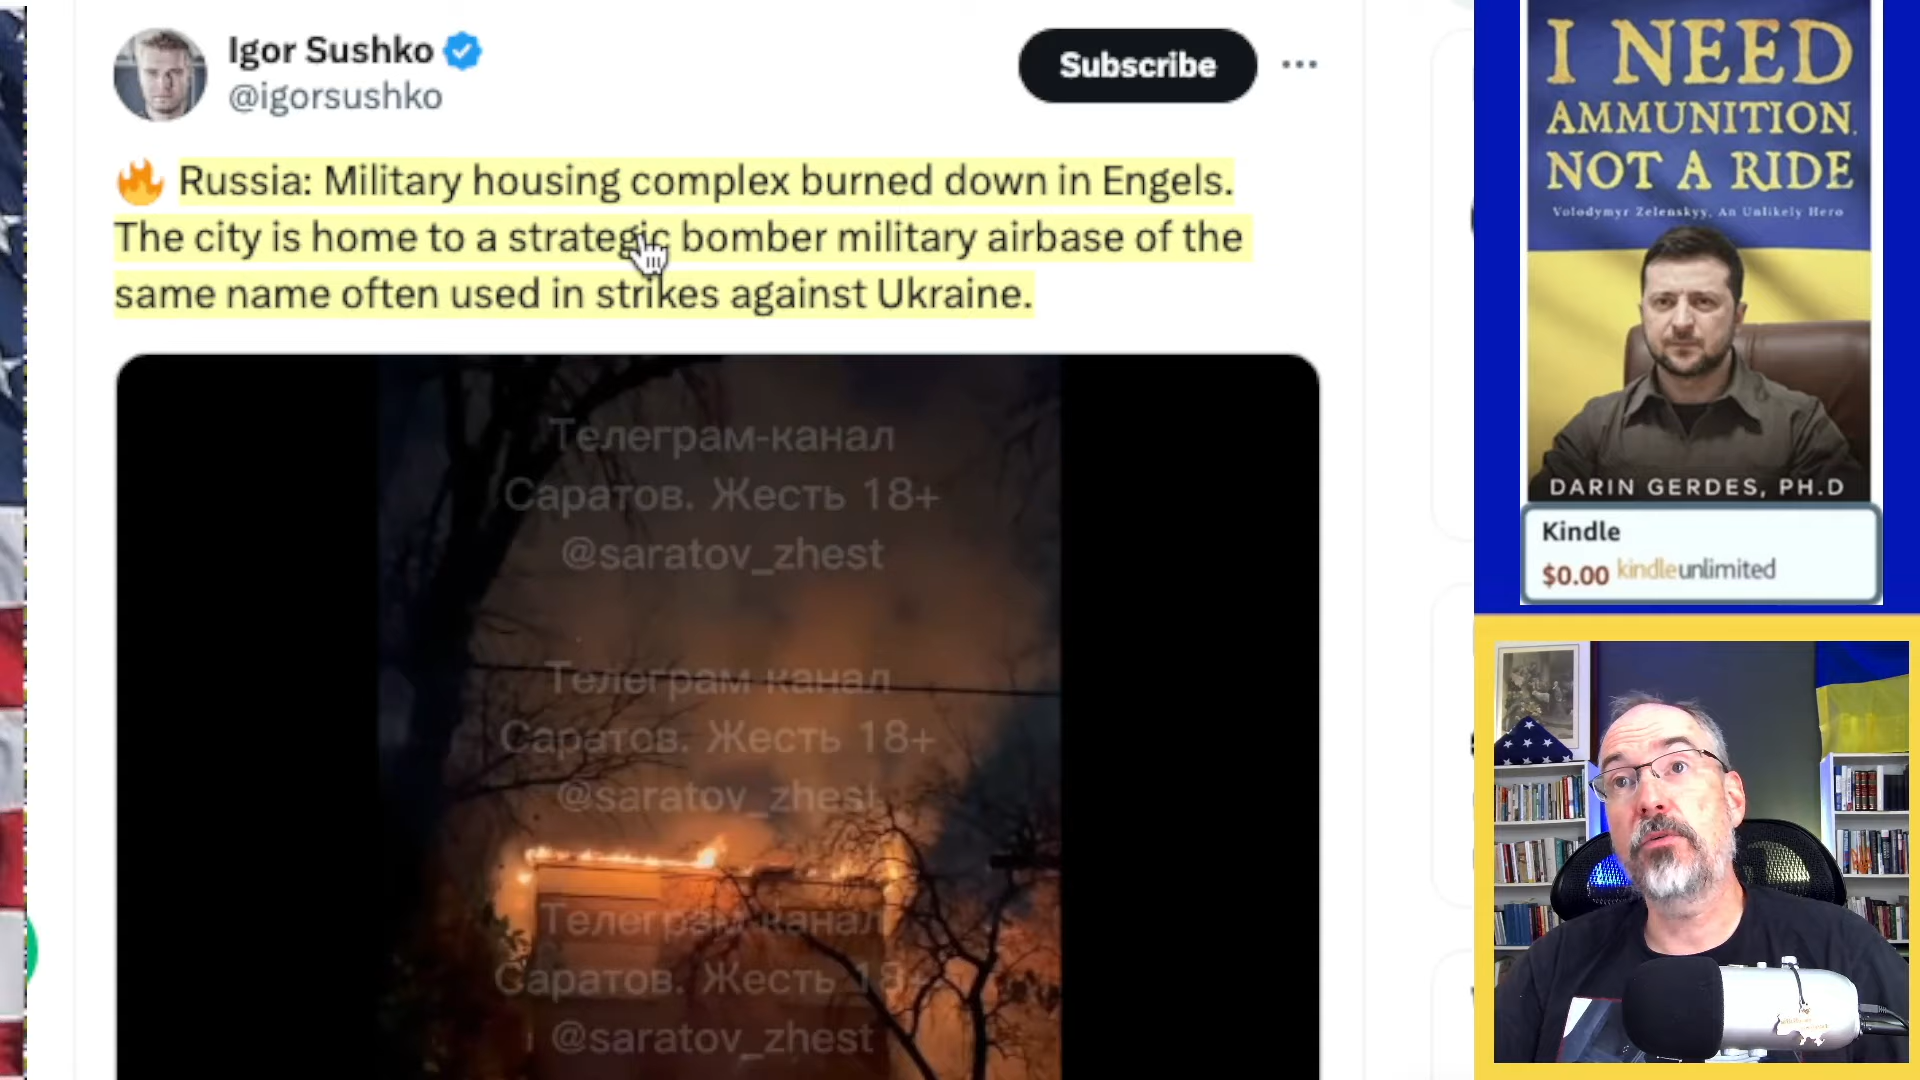 Igor Sushko
@igorsushko
Subscribe
Russia: Military housing complex burned down in Engels.
The city is home to a strategic bomber military airbase of the
same name often used in strikes against Ukraine.
Телеграм-канал
Саратов. Жесть 18+
@saratov_zhest
Телеграм-канал
Саратов. Жесть 18+
@saratov_zhest
Телеграм-канал
Саратов. Жесть 18+
@saratov_zhest
I NEED
AMMUNITION,
NOT A RIDE
Volodymyr Zelenskyy, An Unlikely Hero
DARIN GERDES, PH.D
Kindle
$0.00 kindleunlimited